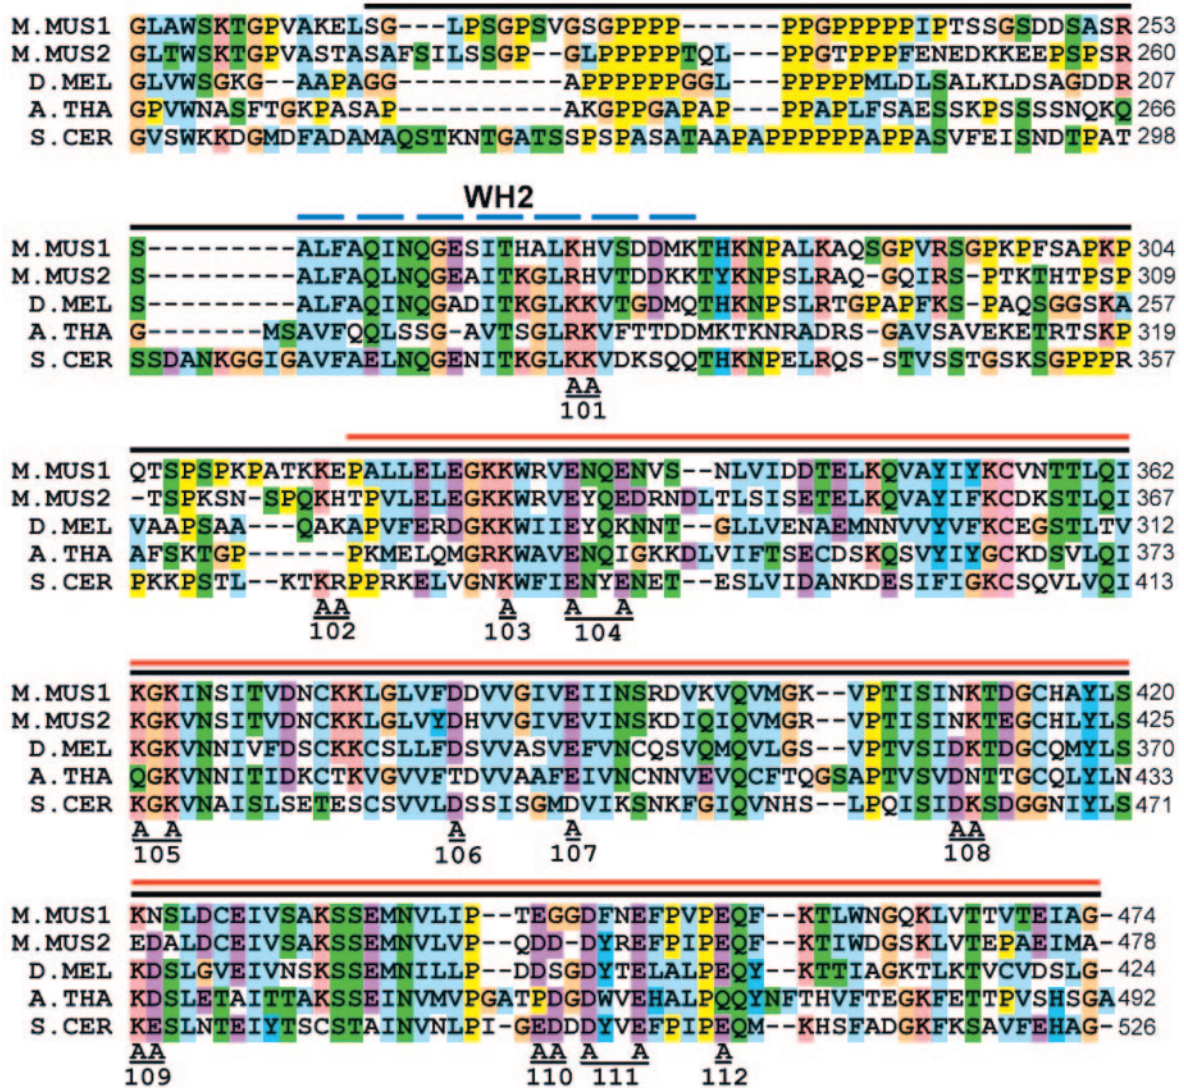 M.MUS1 GLAWSKTGPVAKELSG---LPSGPSVGSGPPPPP------PPGPPPPPIPTSSGSDDSASR 253
M.MUS2 GLTWSKTGPVASTASAFSILSSGP--GLPPPPPPTQL---PPGTPPPFENEDKKEEPSPSR 260
D.MEL GLVWSGKG--AAPAGG----------APPPPPPGGL----PPPPPMLDLSALKLDSAGDDR 207
A.THA GPVWNASFTGKPASAP----------AKGPPGAPAP----PPAPLFSAESSKPSSSSNQKQ 266
S.CER GVSWKKDGMDFADAMAQSTKNTGATSSPSPASATAAPAPPPPPPAPPASVFEISNDTPAT 298
WH2
M.MUS1 S---------ALFAQINQGESITHALKHVSDDMKTHKNPALKAQSGPVRSGPKPFSAPKP 304
M.MUS2 S---------ALFAQLNQGEAITKGLRHVTDDKKTYKNPSLRAQ-GQIRS-PTKTHTPSP 309
D.MEL S---------ALFAQINQGADITKGLKKVTGDMQTHKNPSLRTGPAPFKS-PAQSGGSKA 257
A.THA G-------MSAVFQQLSSG-AVTSGLRKVFTTDDMKTKNRADRS-GAVSAVEKETRTSKP 319
S.CER SSDANKGGIGAVFAELNQGENITKGLKKVDKSQQTHKNPELRQS-STVSSTGSKSGPPPR 357
AA
101
M.MUS1 QTSPSPKPATKKEPALLELEGKKWRVENQENVS--NLVIDDTELKQVAYIYKCVNTTLQI 362
M.MUS2 -TSPKSN-SPQKHTPVLELEGKKWRVEYQEDRNDLTLSISETELKQVAYIFKCDKSTLQI 367
D.MEL VAAPSAA---QAKAPVFERDGKKWIIEYQKNNT--GLLVENAEMNNVVYVFKCEGSTLTV 312
A.THA AFSKTGP------PKMELQMGRKWAVENQIGKKDLVIFTSECDSKQSVYIYGCKDSVLQI 373
S.CER PKKPSTL--KTKRPPRKELVGNKWFIENYENET--ESLVIDANKDESIFIGKCSQVLVQI 413
AA A A A
102 103 104
M.MUS1 KGKINSITVDNCKKLGLVFDDVVGIVEIINSRDVKVQVMGK--VPTISINKTDGCHAYLS 420
M.MUS2 KGKVNSITVDNCKKLGLVYDHVVGIVEVINSKDIQIQVMGR--VPTISINKTEGCHLYLS 425
D.MEL KGKVNNIVFDSCKKCSLLFDSVVASVEFVNCQSVQMQVLGS--VPTVSIDKTDGCQMYLS 370
A.THA QGKVNNITIDKCTKVGVVFTDVVAAFEIVNCNNVEVQCFTQGSAPTVSVDNTTGCQLYLN 433
S.CER KGKVNAISLSETESCSVVLDSSISGMDVIKSNKFGIQVNHS--LPQISIDKSDGGNIYLS 471
A A A A AA
105 106 107 108
M.MUS1 KNSLDCEIVSAKSSEMNVLIP--TEGGDFNEFPVPEQF--KTLWNGQKLVTTVTEIAG- 474
M.MUS2 EDALDCEIVSAKSSEMNVLVP--QDD-DYREFPIPEQF--KTIWDGSKLVTEPAEIMA- 478
D.MEL KDSLGVEIVNSKSSEMNILLP--DDSGDYTELALPEQY--KTTIAGKTLKTVCVDSLG- 424
A.THA KDSLETAITTAKSSEINVMVPGATPDGDWVEHALPQQYNFTHVFTEGKFETTPVSHSGA 492
S.CER KESLNTEIYTSCSTAINVNLPI-GEDDDYVEFPIPEQM--KHSFADGKFKSAVFEHAG- 526
AA AA A A A
109 110 111 112